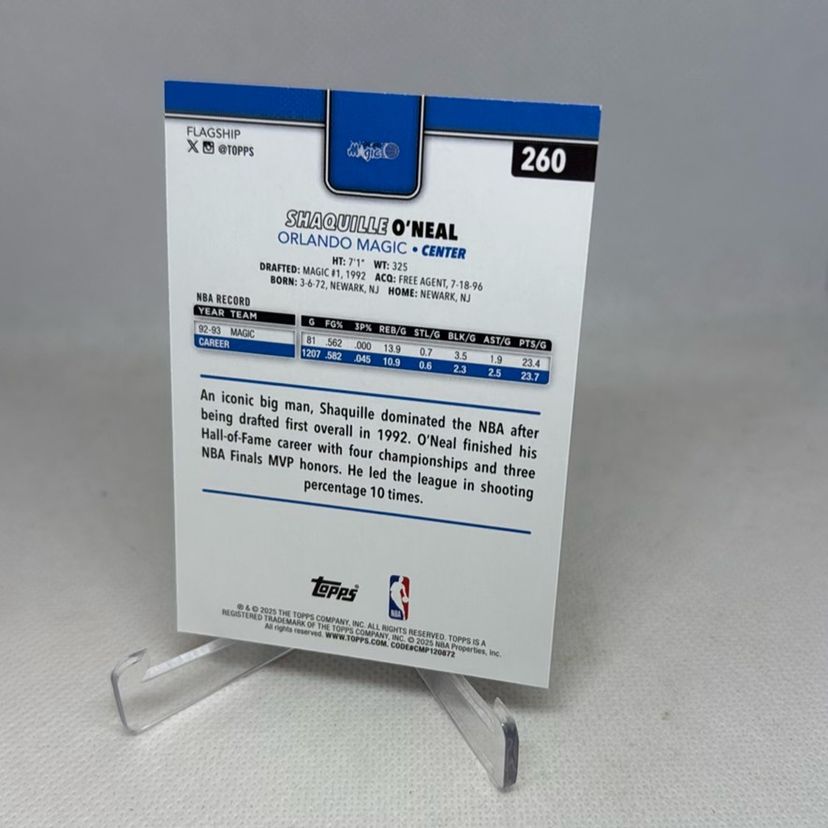 FLAGSHIP
@TOPPS
Magic
260
SHAQUILLE O'NEAL
ORLANDO MAGIC • CENTER
HT: 7'1" WT: 325
DRAFTED: MAGIC #1, 1992 ACQ: FREE AGENT, 7-18-96
BORN: 3-6-72, NEWARK, NJ HOME: NEWARK, NJ
NBA RECORD
YEAR TEAM G FG% 3P% REB/G STL/G BLK/G AST/G PTS/G
92-93 MAGIC 81 .562 .000 13.9 0.7 3.5 1.9 23.4
CAREER 1207 .582 .045 10.9 0.6 2.3 2.5 23.7
An iconic big man, Shaquille dominated the NBA after
being drafted first overall in 1992. O'Neal finished his
Hall-of-Fame career with four championships and three
NBA Finals MVP honors. He led the league in shooting
percentage 10 times.
Topps
NBA
® & © 2025 THE TOPPS COMPANY, INC. ALL RIGHTS RESERVED. TOPPS IS A
REGISTERED TRADEMARK OF THE TOPPS COMPANY, INC. © 2025 NBA Properties, Inc.
All rights reserved. WWW.TOPPS.COM. CODE#CMP120872